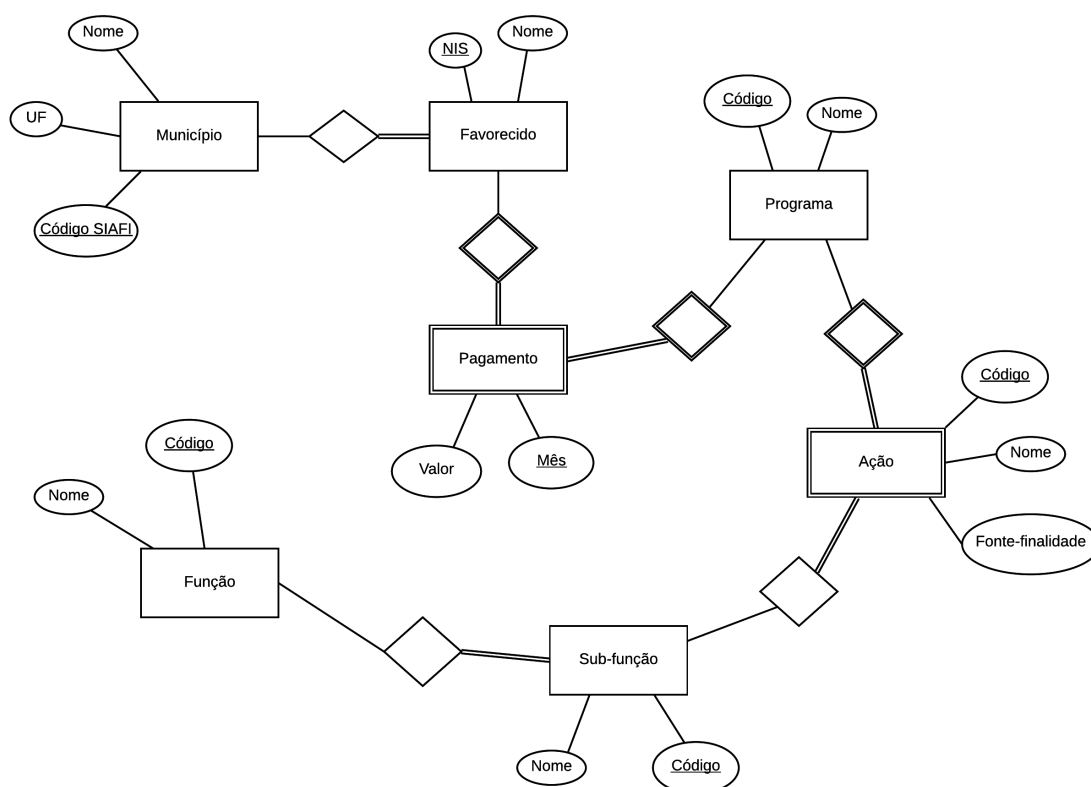 Nome
NIS
Nome
UF
Município
Favorecido
Código
Nome
Código SIAFI
Programa
Pagamento
Código
Valor
Mês
Ação
Nome
Código
Nome
Fonte-finalidade
Função
Sub-função
Nome
Código